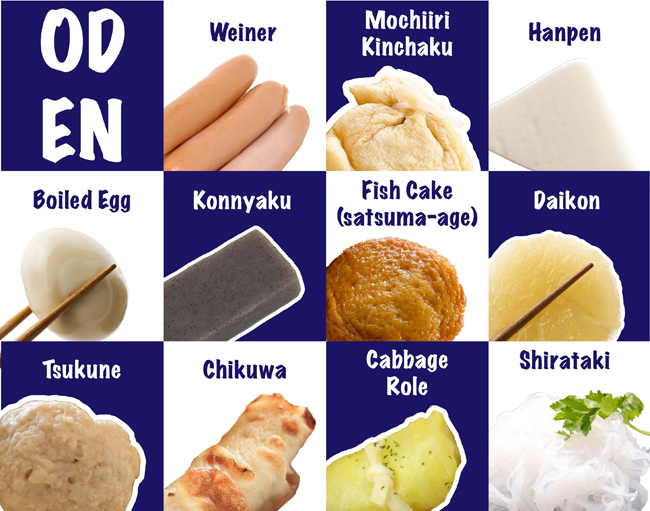 OD
EN
Weiner
Mochiiri
Kinchaku
Hanpen
Boiled Egg
Konnyaku
Fish Cake
(satsuma-age)
Daikon
Tsukune
Chikuwa
Cabbage
Role
Shirataki